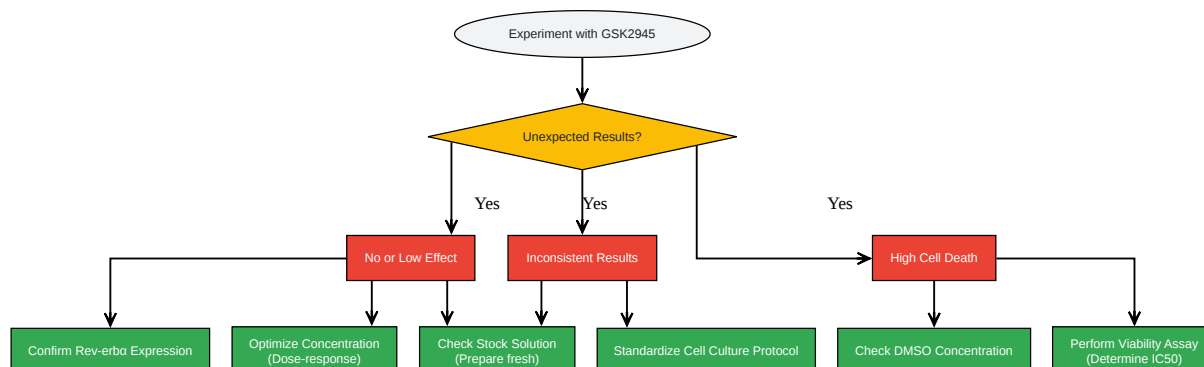 Experiment with GSK2945
Unexpected Results?
Yes
Yes
Yes
No or Low Effect
Inconsistent Results
High Cell Death
Confirm Rev-erbα Expression
Optimize Concentration
(Dose-response)
Check Stock Solution
(Prepare fresh)
Standardize Cell Culture Protocol
Check DMSO Concentration
Perform Viability Assay
(Determine IC50)